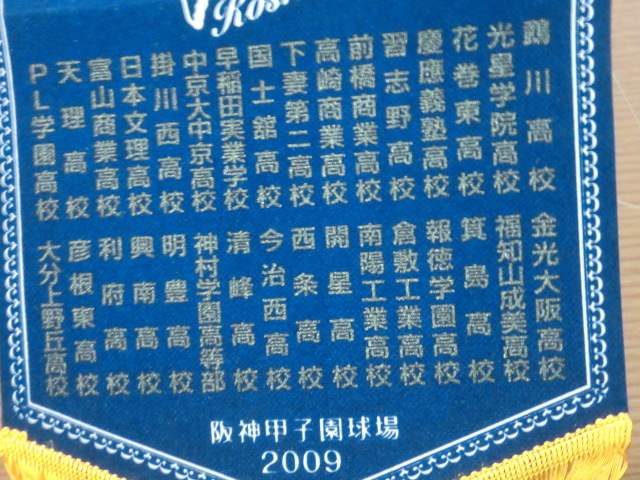 Kos
鵡川高校
光星学院高校
花巻東高校
慶應義塾高校
習志野高校
前橋商業高校
高崎商業高校
下妻第二高校
国士舘高校
早稲田実業学校
中京大中京高校
掛川西高校
日本文理高校
富山商業高校
天理高校
PL学園高校
金光大阪高校
福知山成美高校
箕島高校
報徳学園高校
倉敷工業高校
南陽工業高校
開星高校
西条高校
今治西高校
清峰高校
神村学園高等部
明豊高校
興南高校
利府高校
彦根東高校
大分上野丘高校
阪神甲子園球場
2009